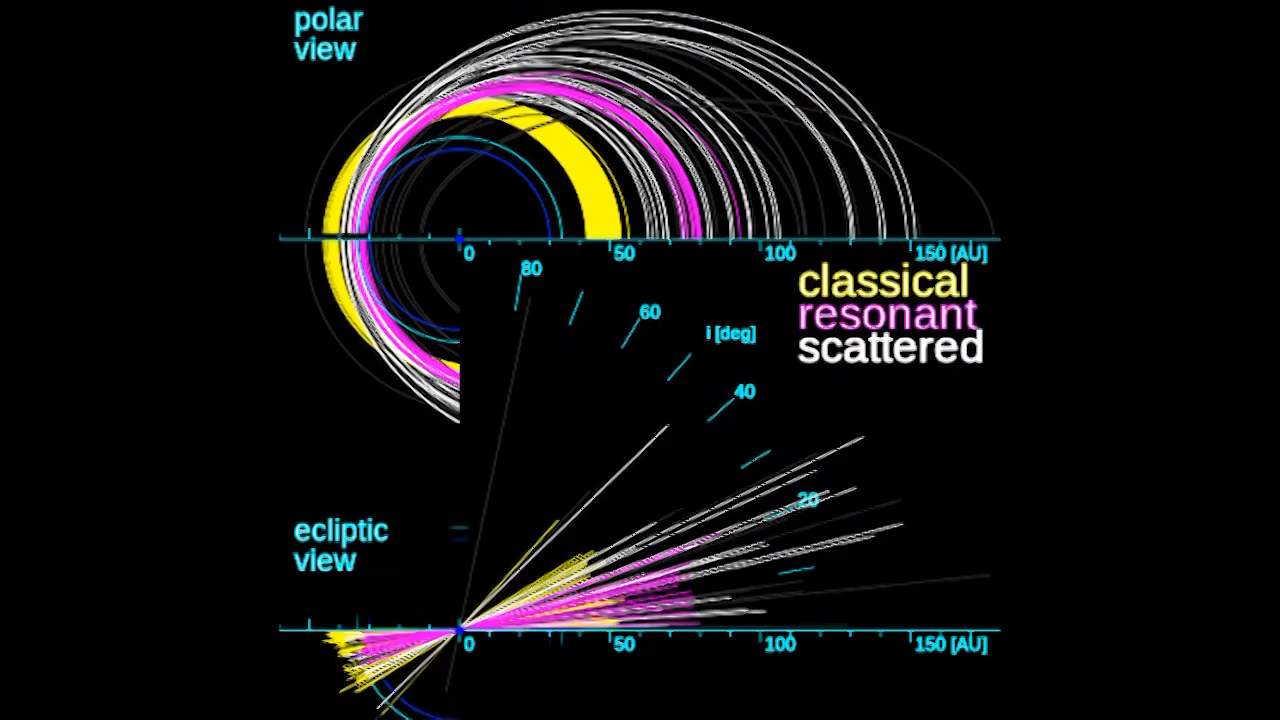 polar
view
0 50 100 150 [AU]
80
classical
60
resonant
i [deg]
scattered
40
20
ecliptic
view
0 50 100 150 [AU]